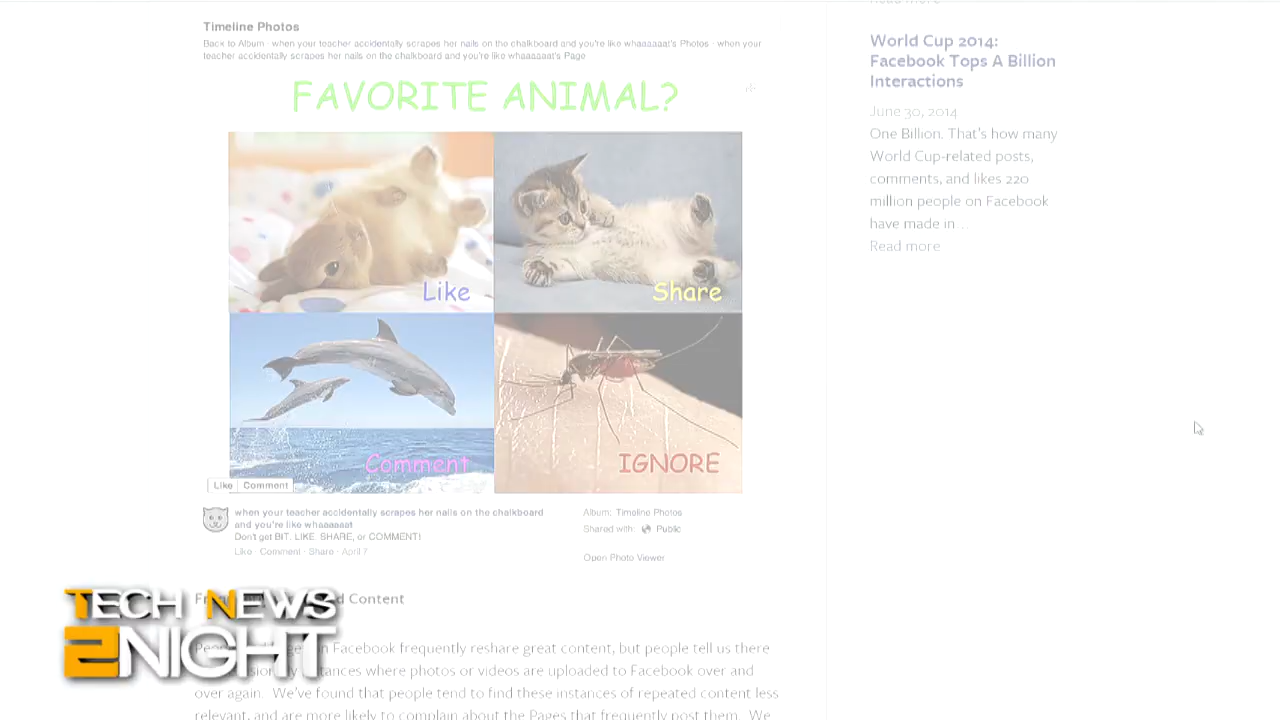 Timeline Photos
Back to Album · when your teacher accidentally scrapes her nails on the chalkboard and you're like whaaaaaat's Photos · when your
teacher accidentally scrapes her nails on the chalkboard and you're like whaaaaaat's Page
FAVORITE ANIMAL?
Like
Share
Comment
IGNORE
Like Comment
when your teacher accidentally scrapes her nails on the chalkboard
and you're like whaaaaaat
Don't get BIT. LIKE, SHARE, or COMMENT!
Like · Comment · Share · April 7
Album: Timeline Photos
Shared with: Public
Open Photo Viewer
Content
Facebook frequently reshare great content, but people tell us there
instances where photos or videos are uploaded to Facebook over and
over again. We've found that people tend to find these instances of repeated content less
relevant, and are more likely to complain about the Pages that frequently post them. We
Read more
World Cup 2014:
Facebook Tops A Billion
Interactions
June 30, 2014
One Billion. That's how many
World Cup-related posts,
comments, and likes 220
million people on Facebook
have made in ...
Read more
TECH NEWS
2NIGHT